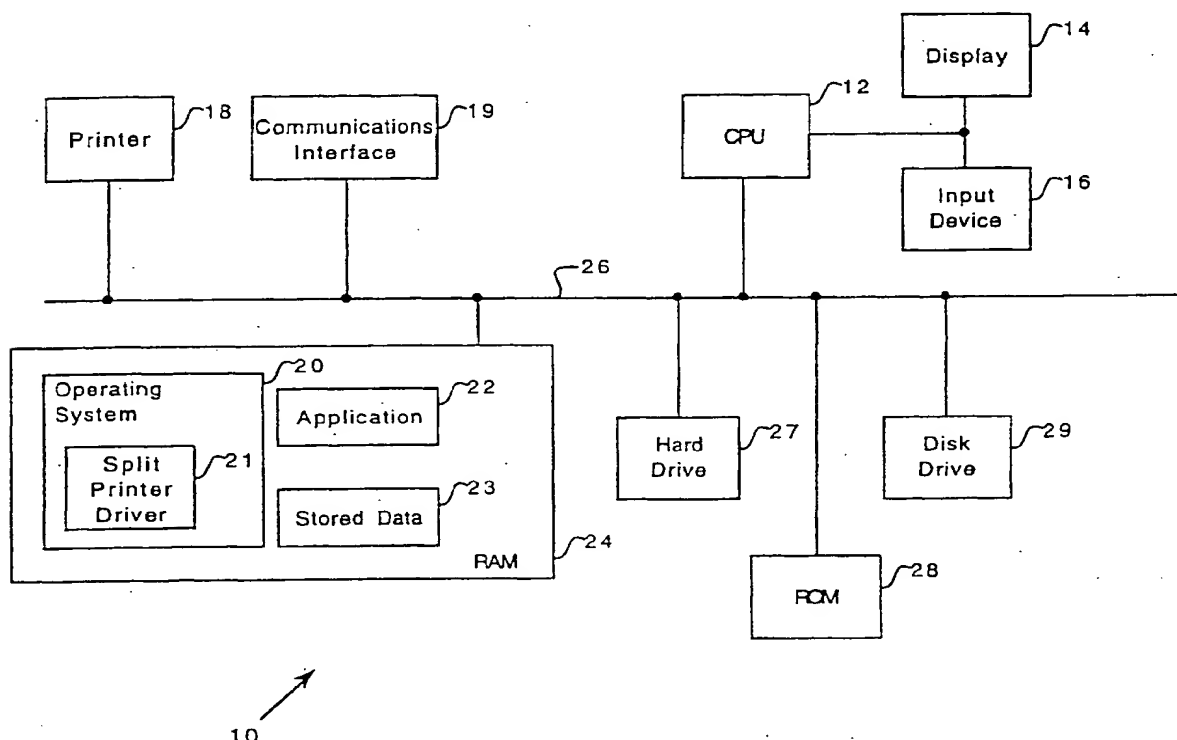 Display
14
12
CPU
18
Printer
19
Communications
Interface
16
Input
Device
26
20
Operating
System
22
Application
21
Split
Printer
Driver
23
Stored Data
24
RAM
27
Hard
Drive
29
Disk
Drive
28
ROM
10